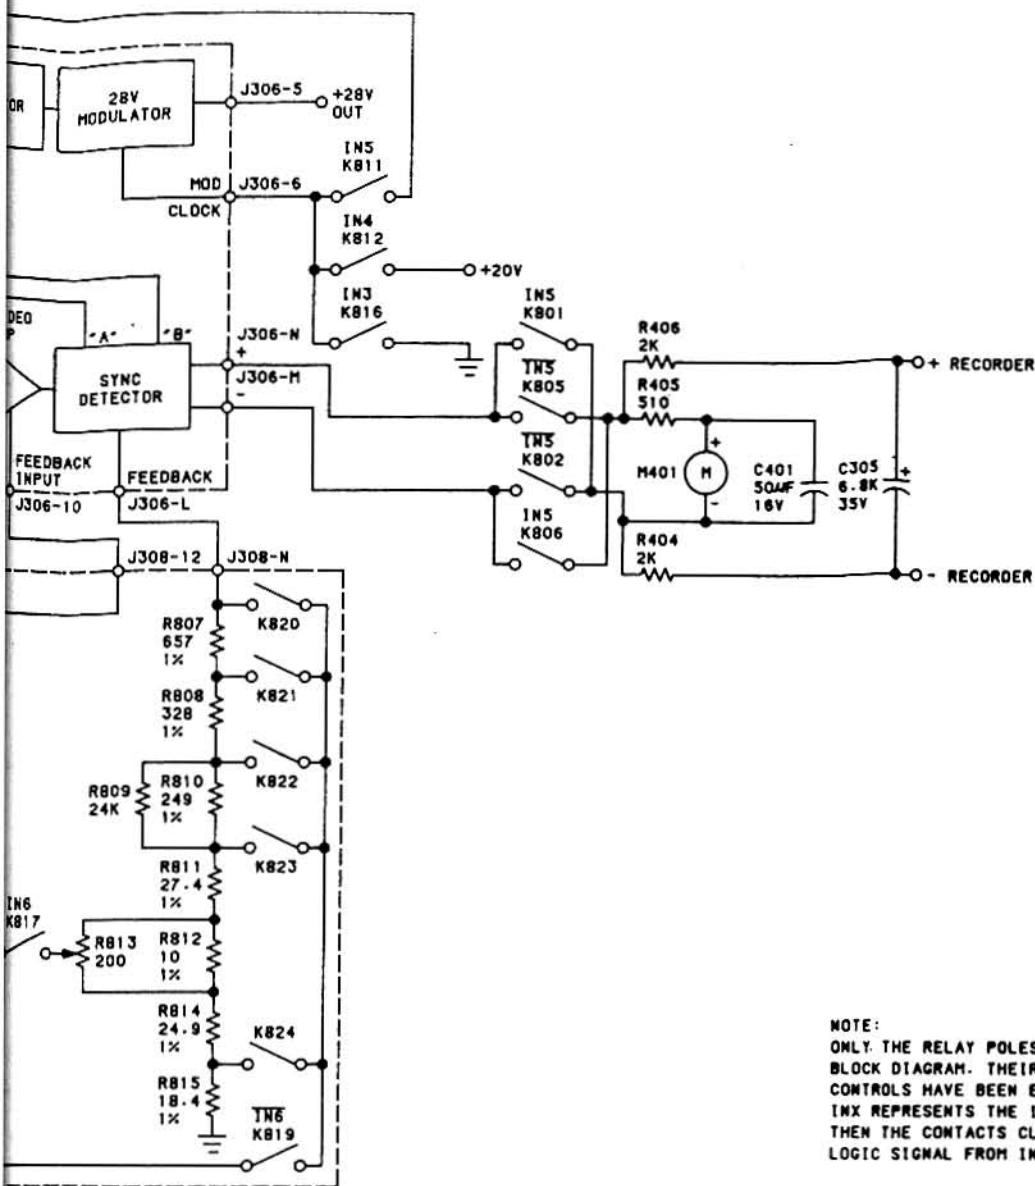 OR
28V
MODULATOR
J306-5
+28V
OUT
MOD
CLOCK
J306-6
IN5
K811
IN4
K812
+20V
IN3
K816
"A"
"B"
SYNC
DETECTOR
J306-N
+
J306-M
-
FEEDBACK
INPUT
J306-10
FEEDBACK
J306-L
IN5
K801
IN5
K805
IN5
K802
IN5
K806
R406
2K
R405
510
+ RECORDER
M401
+
M
-
C401
50µF
16V
C305
6.8K
35V
+
R404
2K
- RECORDER
J308-12
J308-N
R807
657
1%
K820
R808
328
1%
K821
R809
24K
R810
249
1%
K822
K823
R811
27.4
1%
IN6
K817
R813
200
R812
10
1%
R814
24.9
1%
K824
R815
18.4
1%
IN6
K819
NOTE:
ONLY THE RELAY POLES
BLOCK DIAGRAM. THEIR
CONTROLS HAVE BEEN
INX REPRESENTS THE
THEN THE CONTACTS
LOGIC SIGNAL FROM